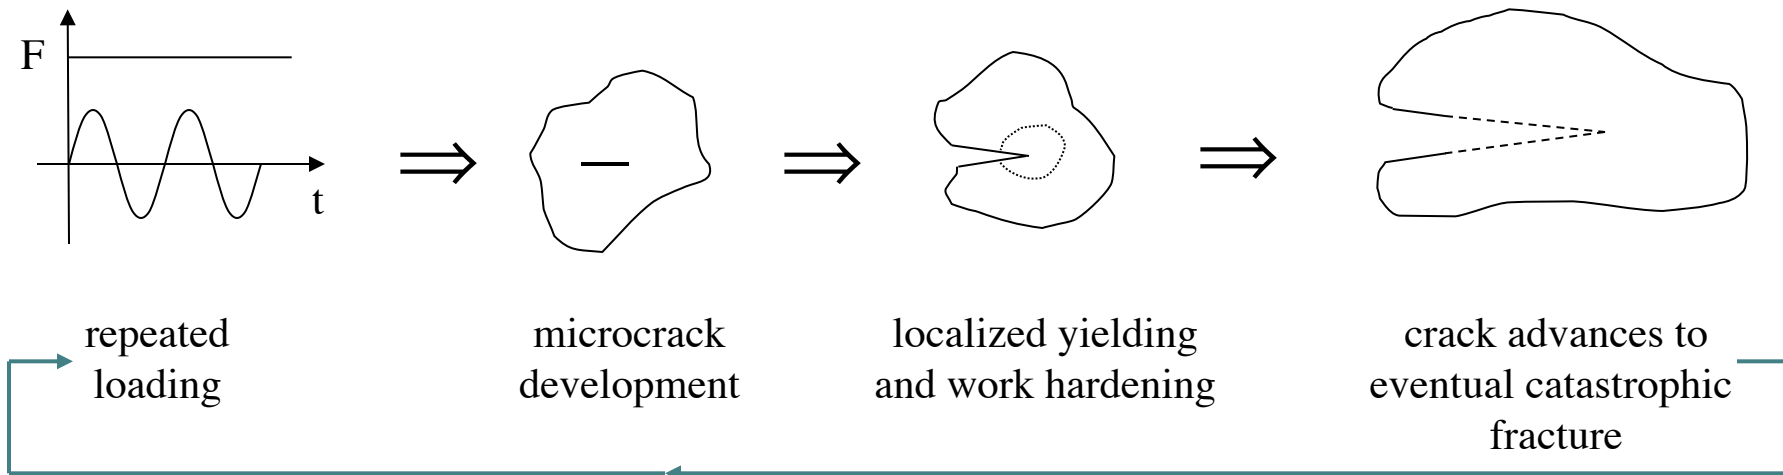 F
t
repeated
loading
microcrack
development
localized yielding
and work hardening
crack advances to
eventual catastrophic
fracture